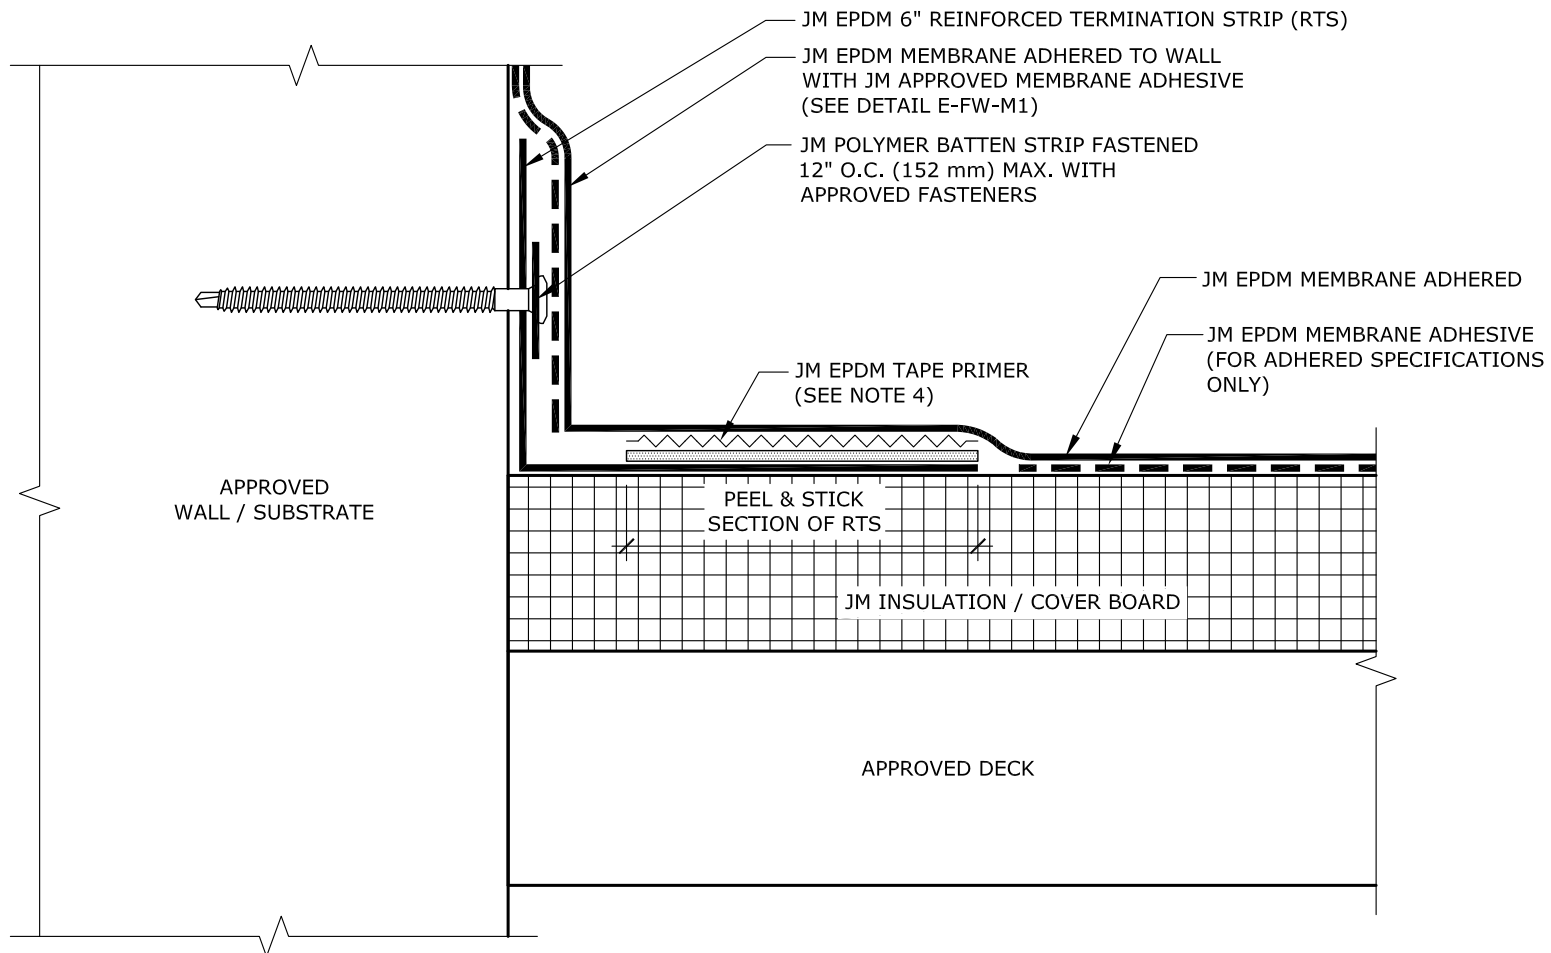 JM EPDM 6" REINFORCED TERMINATION STRIP (RTS)
JM EPDM MEMBRANE ADHERED TO WALL
WITH JM APPROVED MEMBRANE ADHESIVE
(SEE DETAIL E-FW-M1)
JM POLYMER BATTEN STRIP FASTENED
12" O.C. (152 mm) MAX. WITH
APPROVED FASTENERS
JM EPDM MEMBRANE ADHERED
JM EPDM MEMBRANE ADHESIVE
(FOR ADHERED SPECIFICATIONS
ONLY)
JM EPDM TAPE PRIMER
(SEE NOTE 4)
APPROVED
WALL / SUBSTRATE
PEEL & STICK
SECTION OF RTS
JM INSULATION / COVER BOARD
APPROVED DECK